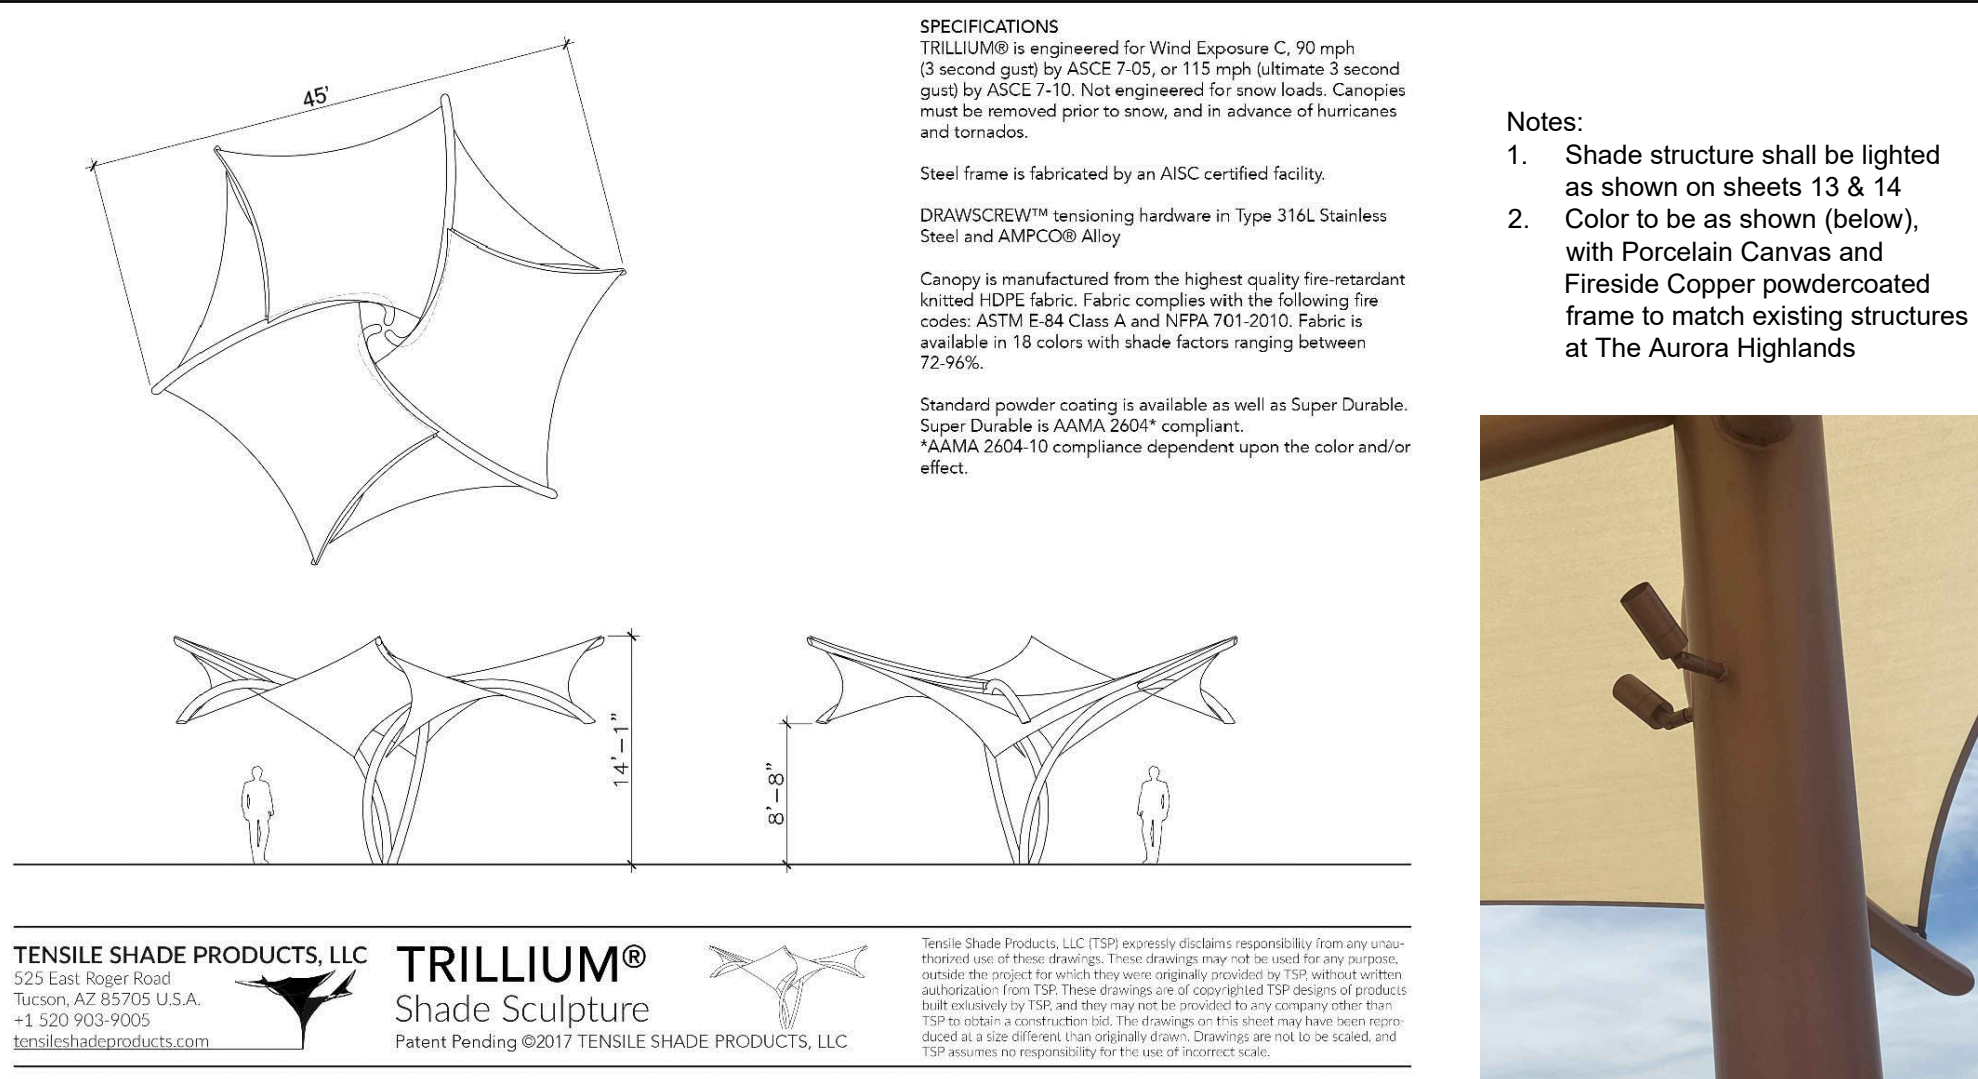 45'
SPECIFICATIONS
TRILLIUM® is engineered for Wind Exposure C, 90 mph
(3 second gust) by ASCE 7-05, or 115 mph (ultimate 3 second
gust) by ASCE 7-10. Not engineered for snow loads. Canopies
must be removed prior to snow, and in advance of hurricanes
and tornados.
Steel frame is fabricated by an AISC certified facility.
DRAWSCREW™ tensioning hardware in Type 316L Stainless
Steel and AMPCO® Alloy
Canopy is manufactured from the highest quality fire-retardant
knitted HDPE fabric. Fabric complies with the following fire
codes: ASTM E-84 Class A and NFPA 701-2010. Fabric is
available in 18 colors with shade factors ranging between
72-96%.
Standard powder coating is available as well as Super Durable.
Super Durable is AAMA 2604* compliant.
*AAMA 2604-10 compliance dependent upon the color and/or
effect.
Notes:
1. Shade structure shall be lighted
as shown on sheets 13 & 14
2. Color to be as shown (below),
with Porcelain Canvas and
Fireside Copper powdercoated
frame to match existing structures
at The Aurora Highlands
14'-1"
8'-8"
TENSILE SHADE PRODUCTS, LLC
525 East Roger Road
Tucson, AZ 85705 U.S.A.
+1 520 903-9005
tensileshadeproducts.com
TRILLIUM®
Shade Sculpture
Patent Pending ©2017 TENSILE SHADE PRODUCTS, LLC
Tensile Shade Products, LLC (TSP) expressly disclaims responsibility from any unau-
thorized use of these drawings. These drawings may not be used for any purpose,
outside the project for which they were originally provided by TSP, without written
authorization from TSP. These drawings are of copyrighted TSP designs of products
built exlusively by TSP, and they may not be provided to any company other than
TSP to obtain a construction bid. The drawings on this sheet may have been repro-
duced at a size different than originally drawn. Drawings are not to be scaled, and
TSP assumes no responsibility for the use of incorrect scale.